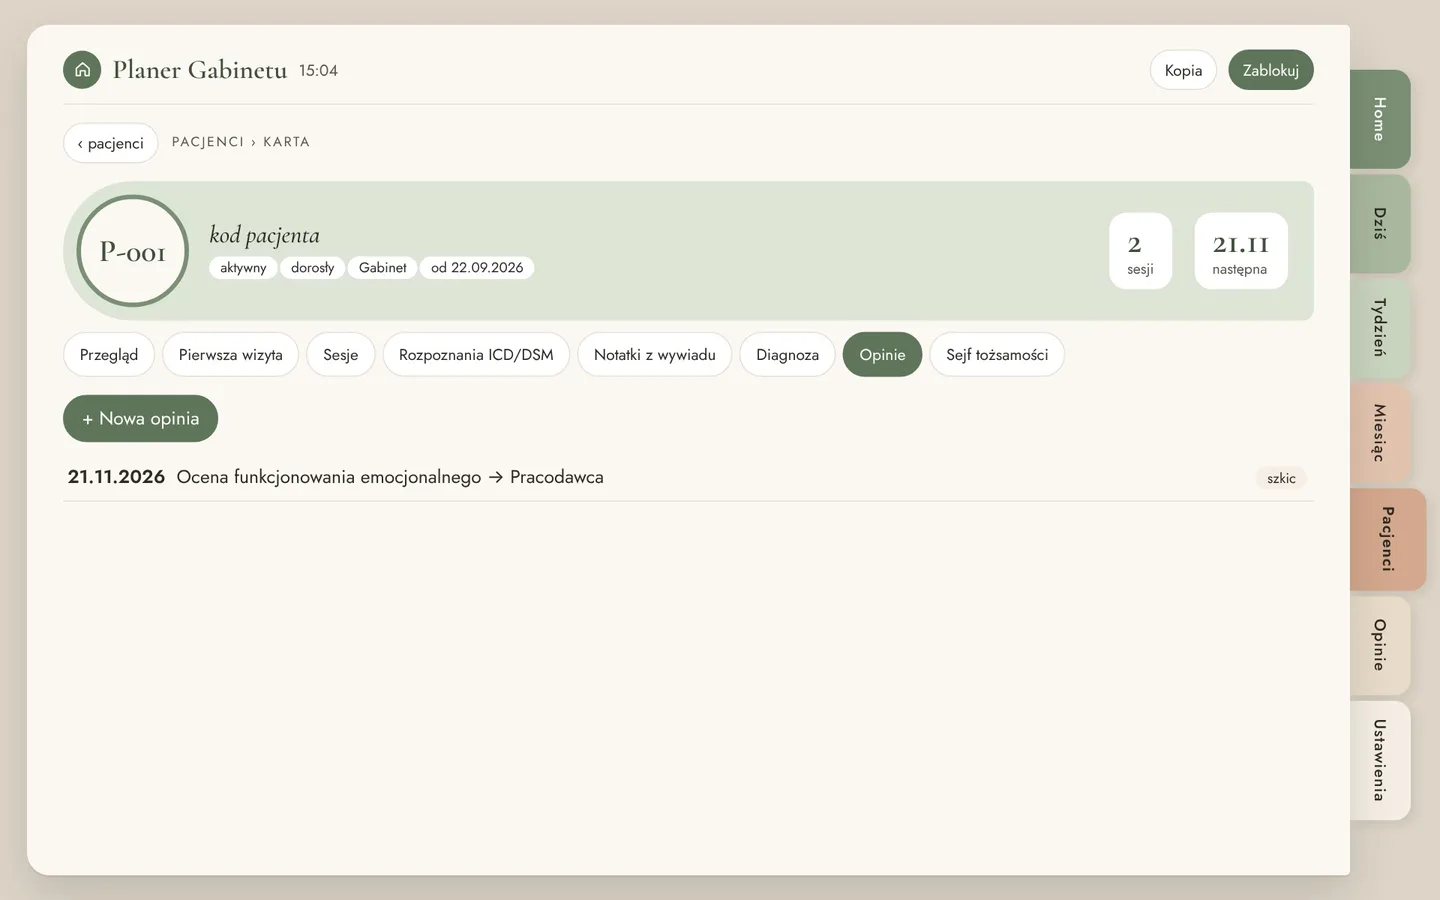 Planer Gabinetu 15:04
Kopia
Zablokuj
‹ pacjenci
PACJENCI › KARTA
P-001
kod pacjenta
aktywny dorosły Gabinet od 22.09.2026
2
sesji
21.11
następna
Przegląd
Pierwsza wizyta
Sesje
Rozpoznania ICD/DSM
Notatki z wywiadu
Diagnoza
Opinie
Sejf tożsamości
+ Nowa opinia
21.11.2026 Ocena funkcjonowania emocjonalnego → Pracodawca
szkic
Home
Dziś
Tydzień
Miesiąc
Pacjenci
Opinie
Ustawienia